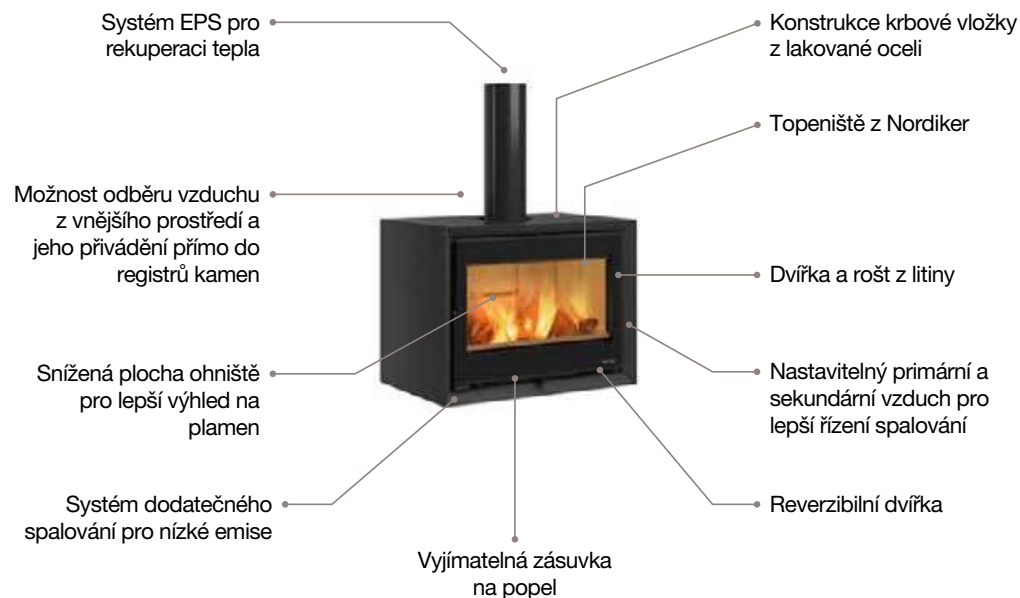 Systém EPS pro
rekuperaci tepla
Konstrukce krbové vložky
z lakované oceli
Topeniště z Nordiker
Možnost odběru vzduchu
z vnějšího prostředí a
jeho přivádění přímo do
registrů kamen
Dvířka a rošt z litiny
Snížená plocha ohniště
pro lepší výhled na
plamen
Nastavitelný primární a
sekundární vzduch pro
lepší řízení spalování
Systém dodatečného
spalování pro nízké emise
Reverzibilní dvířka
Vyjímatelná zásuvka
na popel